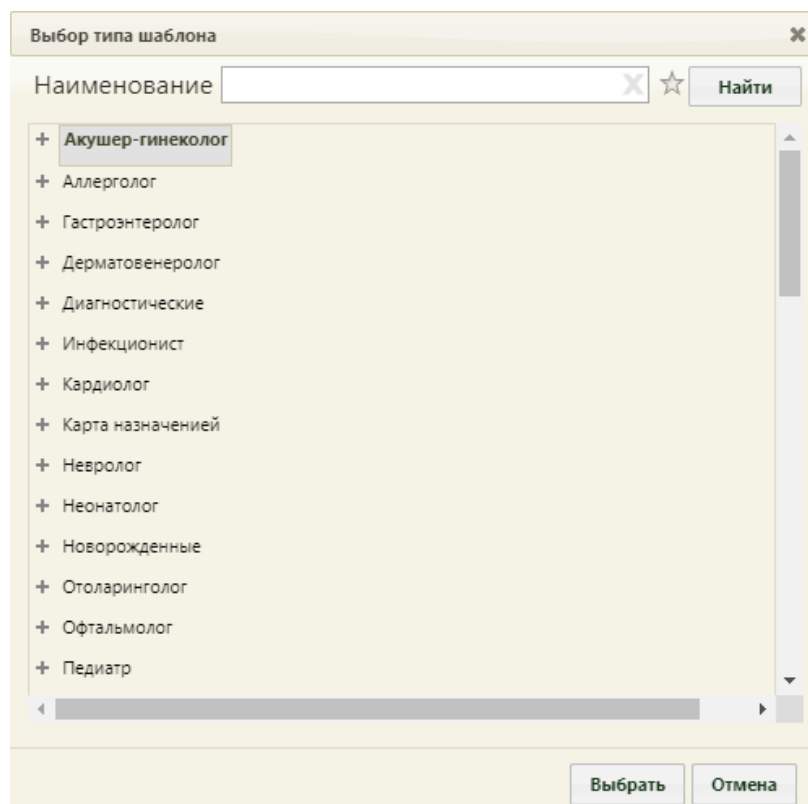 Выбор типа шаблона
Наименование Найти
Акушер-гинеколог
Аллерголог
Гастроэнтеролог
Дерматовенеролог
Диагностические
Инфекционист
Кардиолог
Карта назначенией
Невролог
Неонатолог
Новорожденные
Отоларинголог
Офтальмолог
Педиатр
Выбрать Отмена